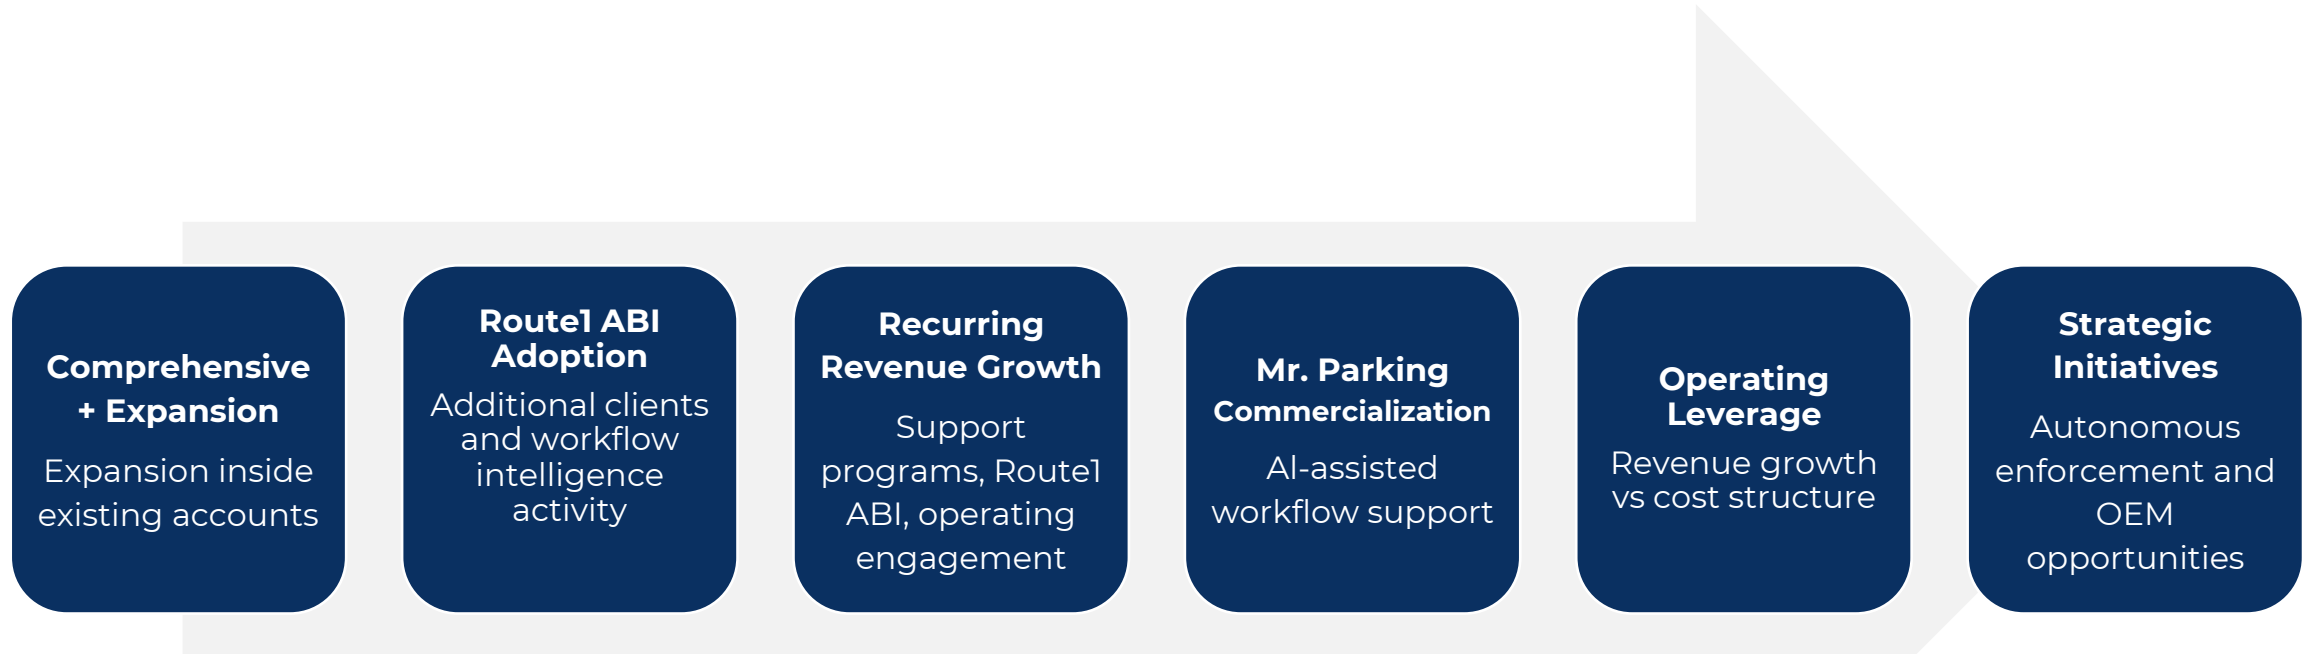 Comprehensive
+ Expansion
Expansion inside
existing accounts
Route1 ABI
Adoption
Additional clients
and workflow
intelligence
activity
Recurring
Revenue Growth
Support
programs, Route1
ABI, operating
engagement
Mr. Parking
Commercialization
AI-assisted
workflow support
Operating
Leverage
Revenue growth
vs cost structure
Strategic
Initiatives
Autonomous
enforcement and
OEM
opportunities